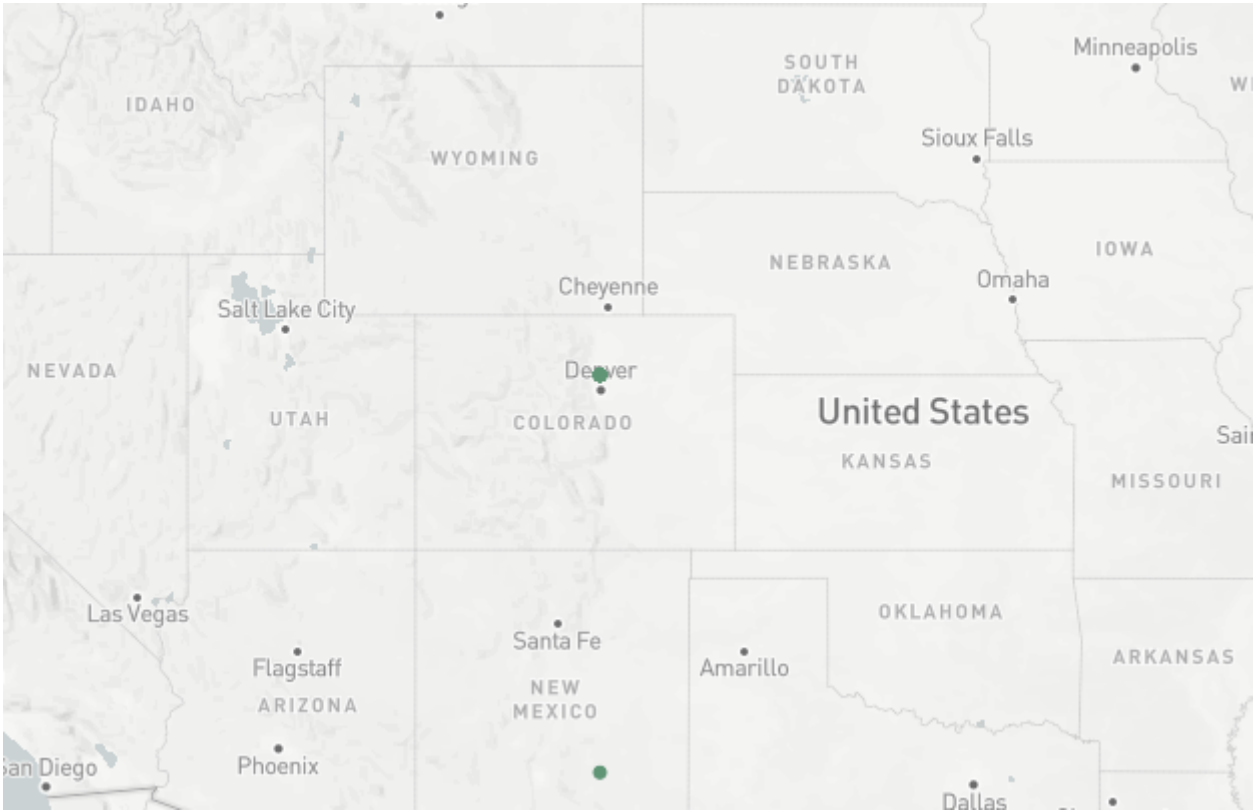 Minneapolis
SOUTH
DAKOTA
IDAHO
Sioux Falls
WYOMING
IOWA
NEBRASKA
Omaha
Cheyenne
Salt Lake City
NEVADA
Denver
United States
UTAH
COLORADO
KANSAS
MISSOURI
Las Vegas
OKLAHOMA
Santa Fe
Flagstaff
Amarillo
ARKANSAS
NEW
MEXICO
ARIZONA
Phoenix
San Diego
Dallas